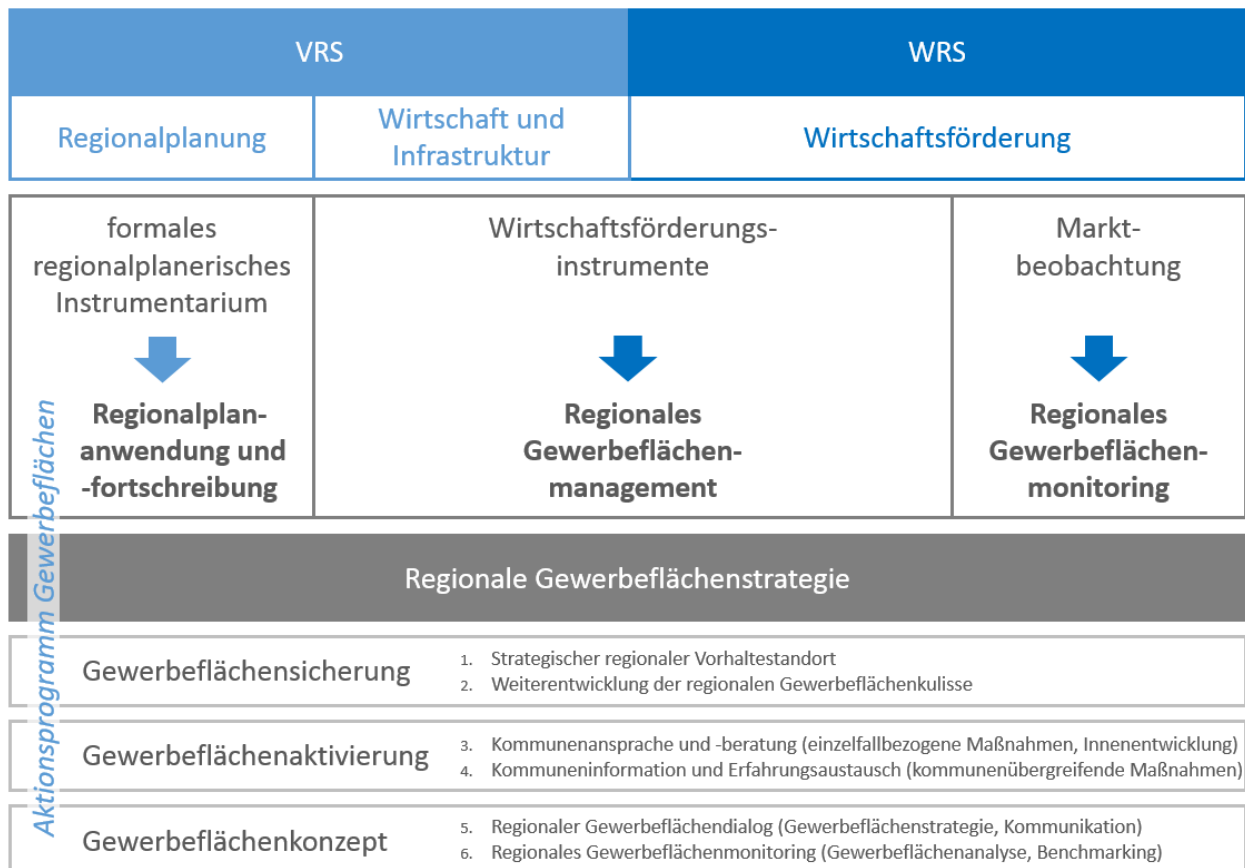 VRS
WRS
Regionalplanung
Wirtschaft und
Infrastruktur
Wirtschaftsförderung
formales
regionalplanerisches
Instrumentarium
Wirtschaftsförderungs-
instrumente
Markt-
beobachtung
Regionalplan-
anwendung und
-fortschreibung
Regionales
Gewerbeflächen-
management
Regionales
Gewerbeflächen-
monitoring
Aktionsprogramm Gewerbeflächen
Regionale Gewerbeflächenstrategie
Gewerbeflächensicherung
1. Strategischer regionaler Vorhaltestandort
2. Weiterentwicklung der regionalen Gewerbeflächenkulisse
Gewerbeflächenaktivierung
3. Kommunenansprache und -beratung (einzelfallbezogene Maßnahmen, Innenentwicklung)
4. Kommuneninformation und Erfahrungsaustausch (kommunenübergreifende Maßnahmen)
Gewerbeflächenkonzept
5. Regionaler Gewerbeflächendialog (Gewerbeflächenstrategie, Kommunikation)
6. Regionales Gewerbeflächenmonitoring (Gewerbeflächenanalyse, Benchmarking)